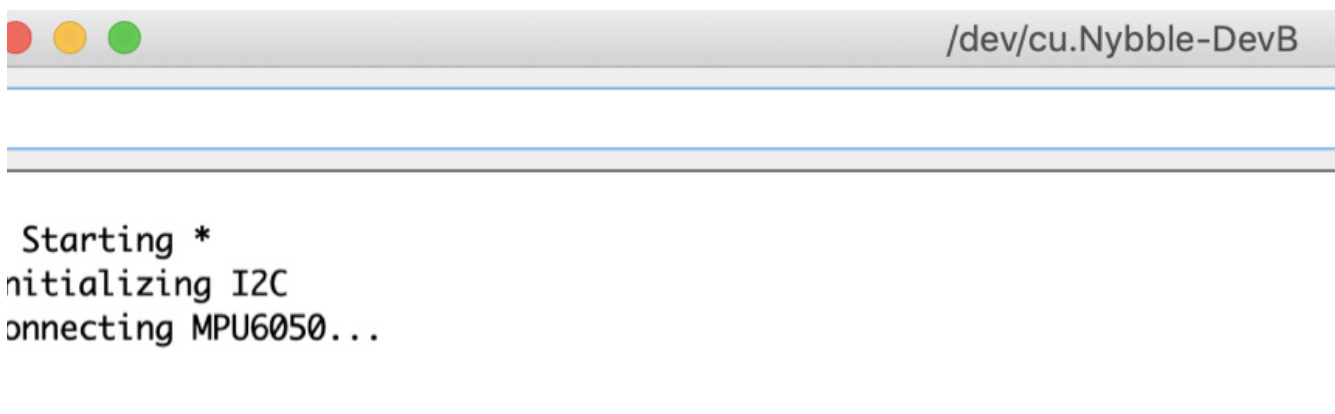 /dev/cu.Nybble-DevB
Starting *
nitializing I2C
onnecting MPU6050...